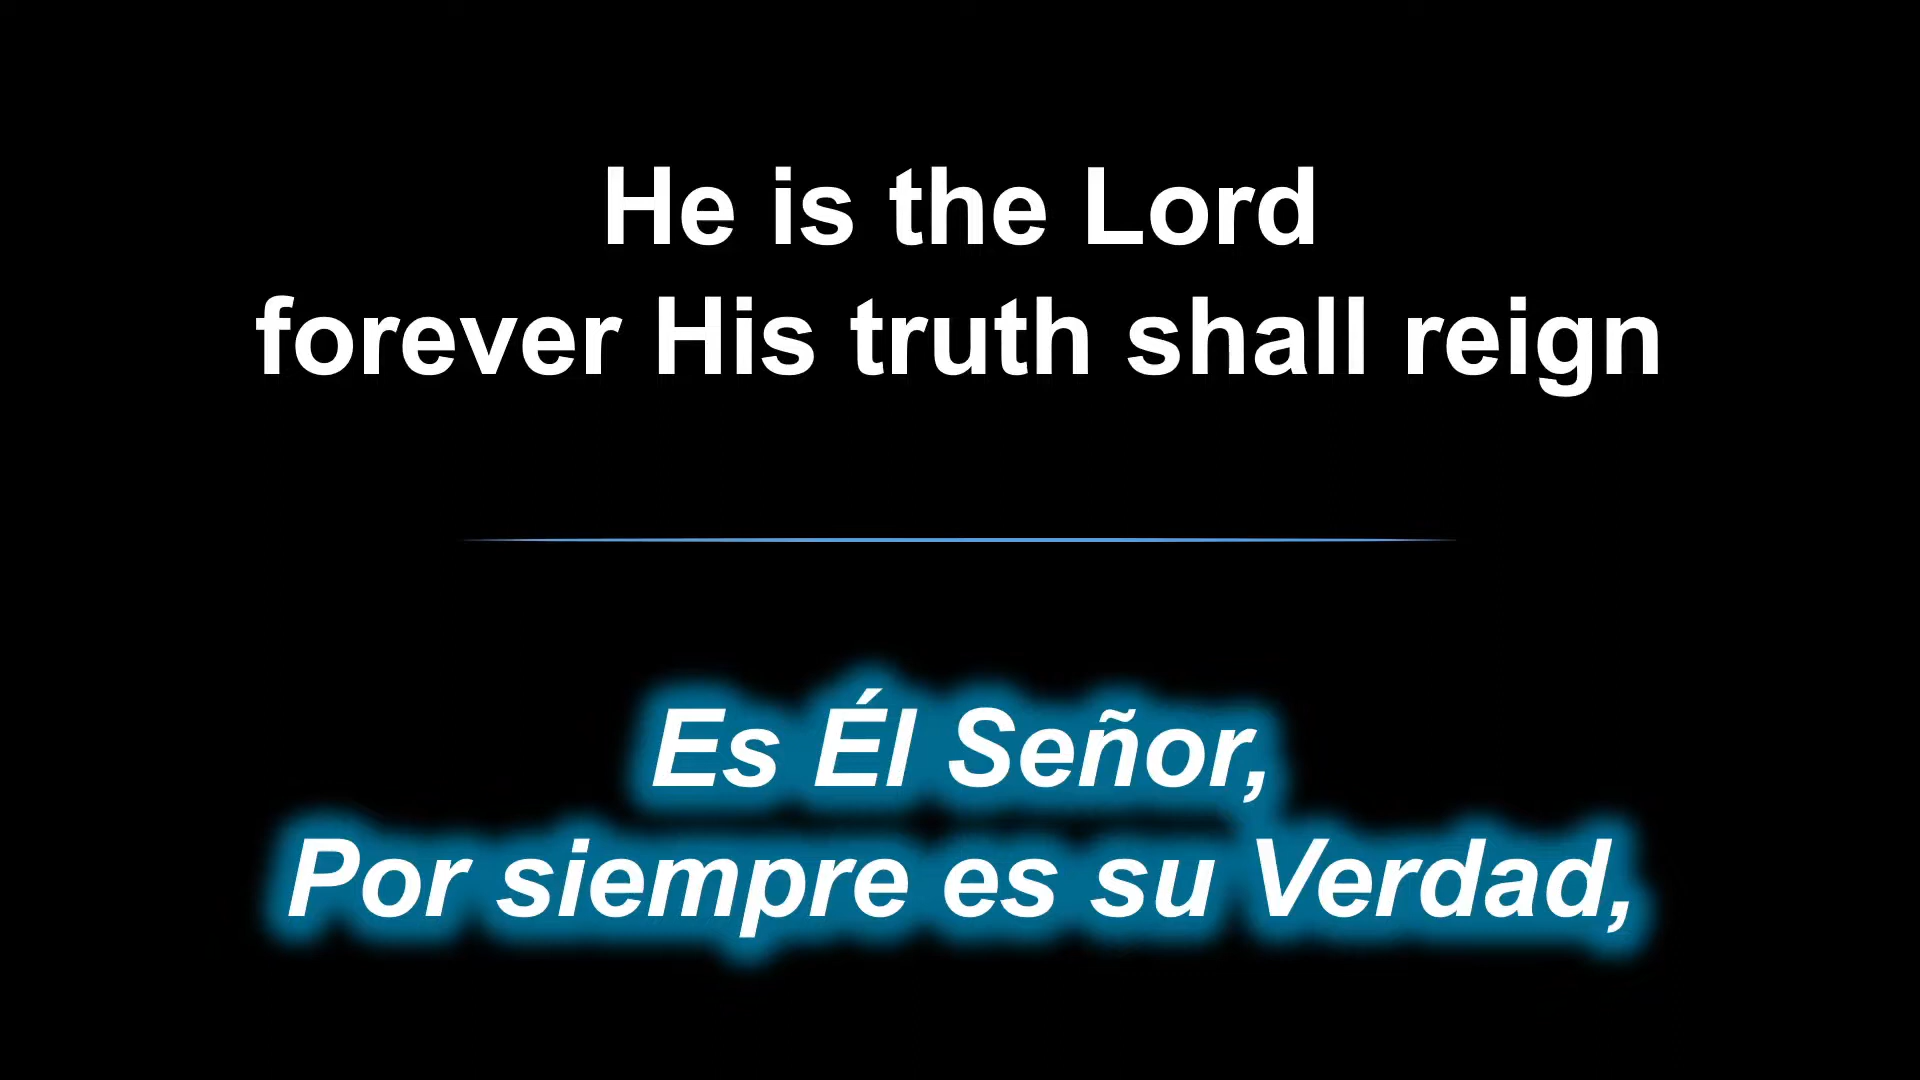 He is the Lord
forever His truth shall reign
Es Él Señor,
Por siempre es su Verdad,